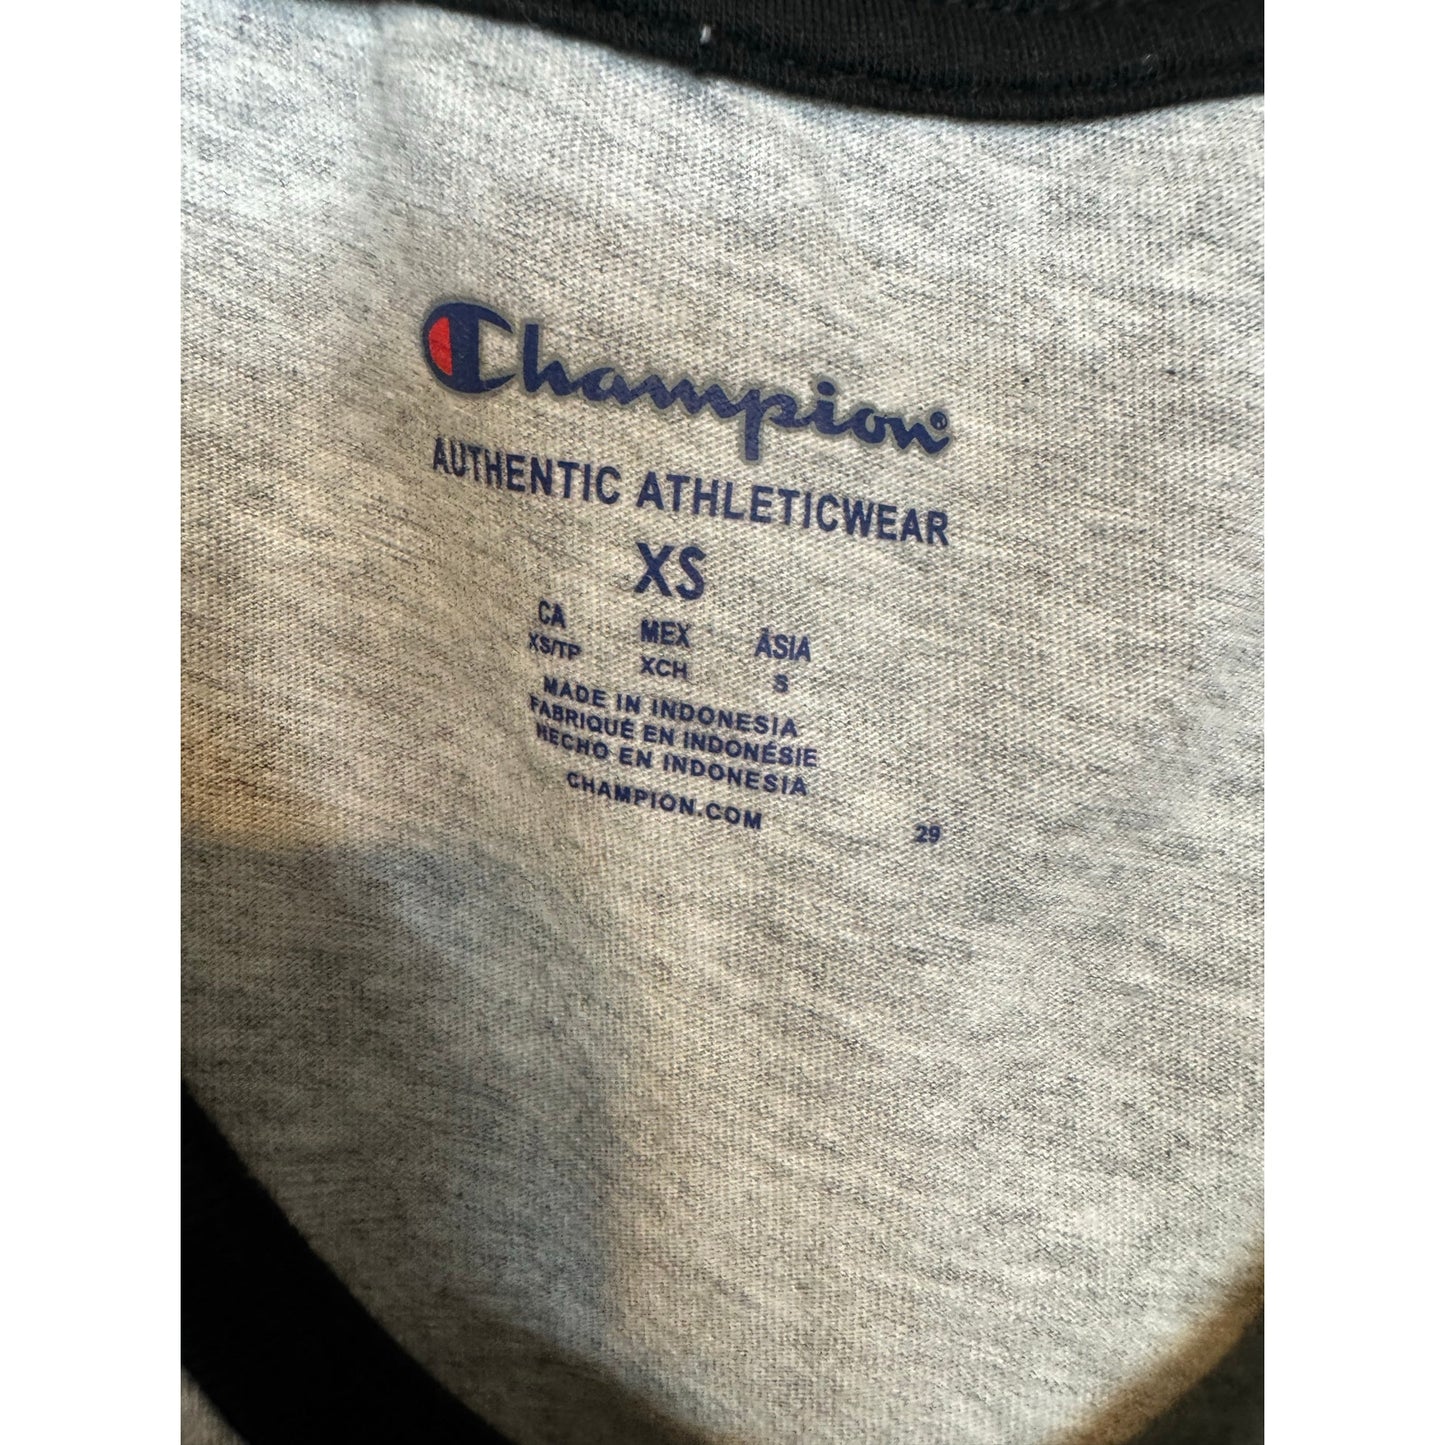 Champion®
AUTHENTIC ATHLETICWEAR
XS
CA MEX ASIA
XS/TP XCH S
MADE IN INDONESIA
FABRIQUÉ EN INDONÉSIE
HECHO EN INDONESIA
CHAMPION.COM
29